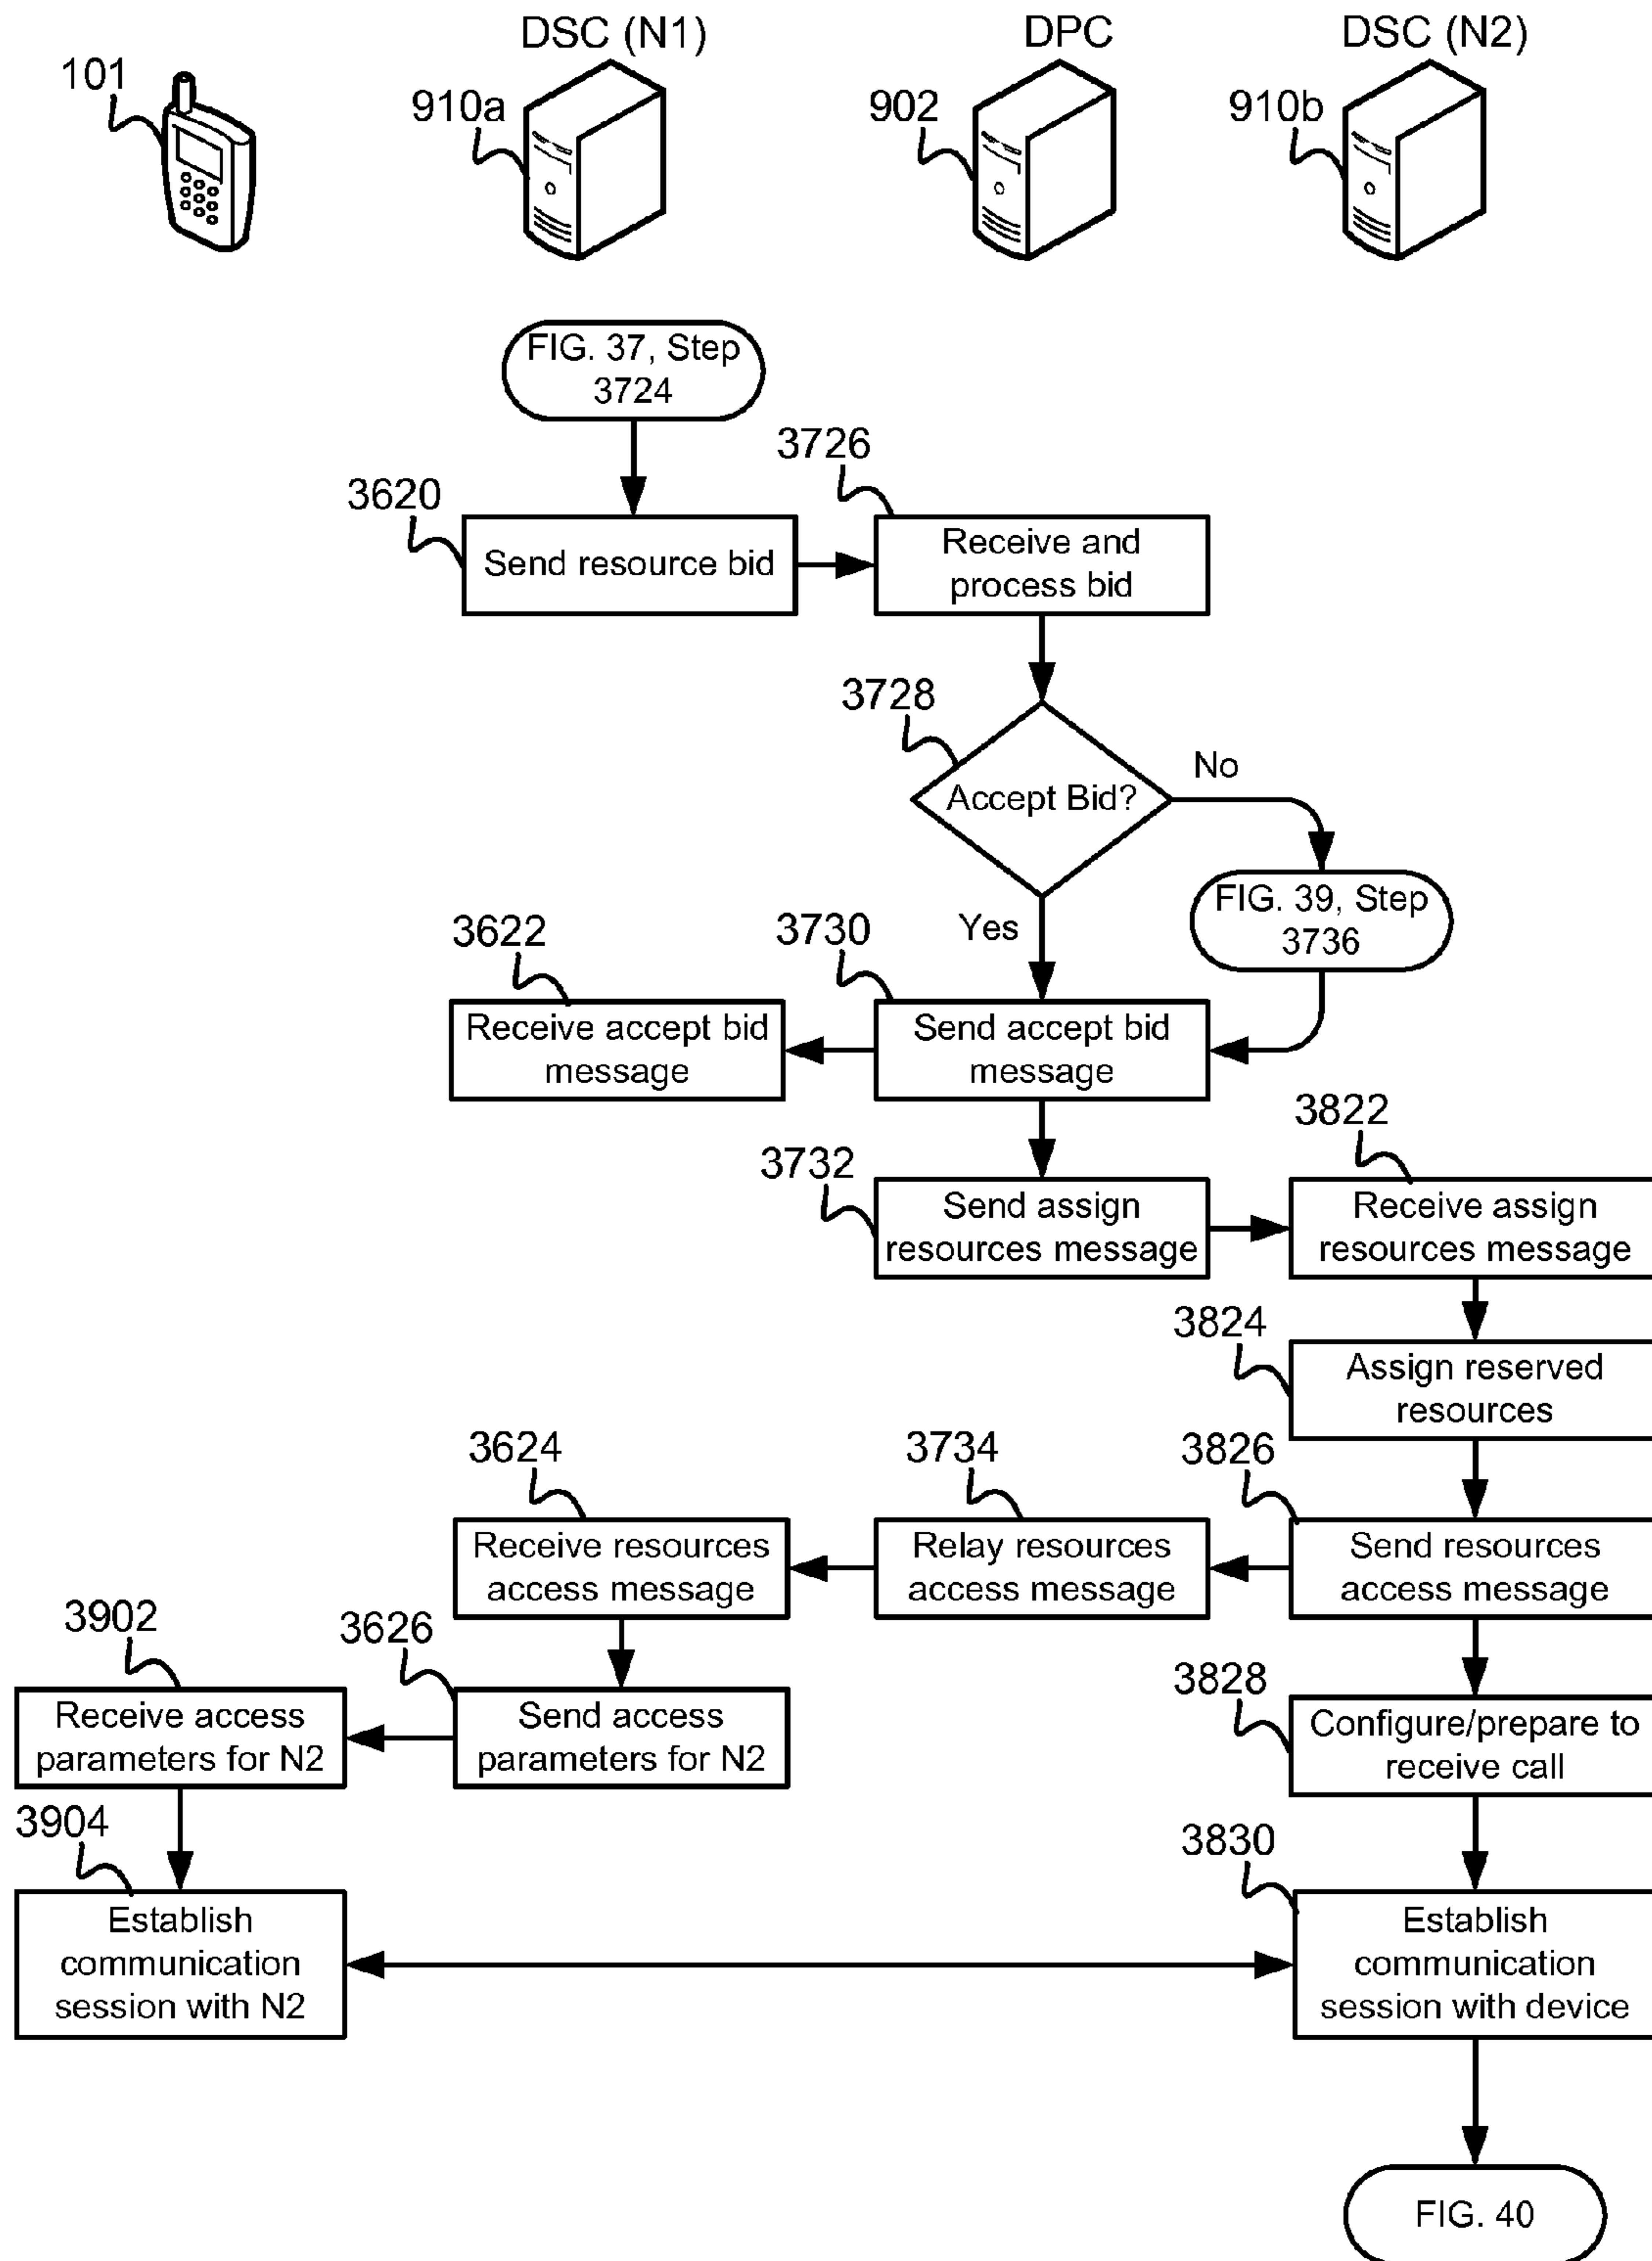 DSC (N1)
DPC
DSC (N2)
101
910a
902
910b
FIG. 37, Step
3724
3726
3620
Send resource bid
Receive and
process bid
3728
No
Accept Bid?
FIG. 39, Step
3736
Yes
3622
3730
Receive accept bid
message
Send accept bid
message
3822
3732
Send assign
resources message
Receive assign
resources message
3824
Assign reserved
resources
3624
3734
3826
Receive resources
access message
Relay resources
access message
Send resources
access message
3902
3626
3828
Receive access
parameters for N2
Send access
parameters for N2
Configure/prepare to
receive call
3904
3830
Establish
communication
session with N2
Establish
communication
session with device
FIG. 40